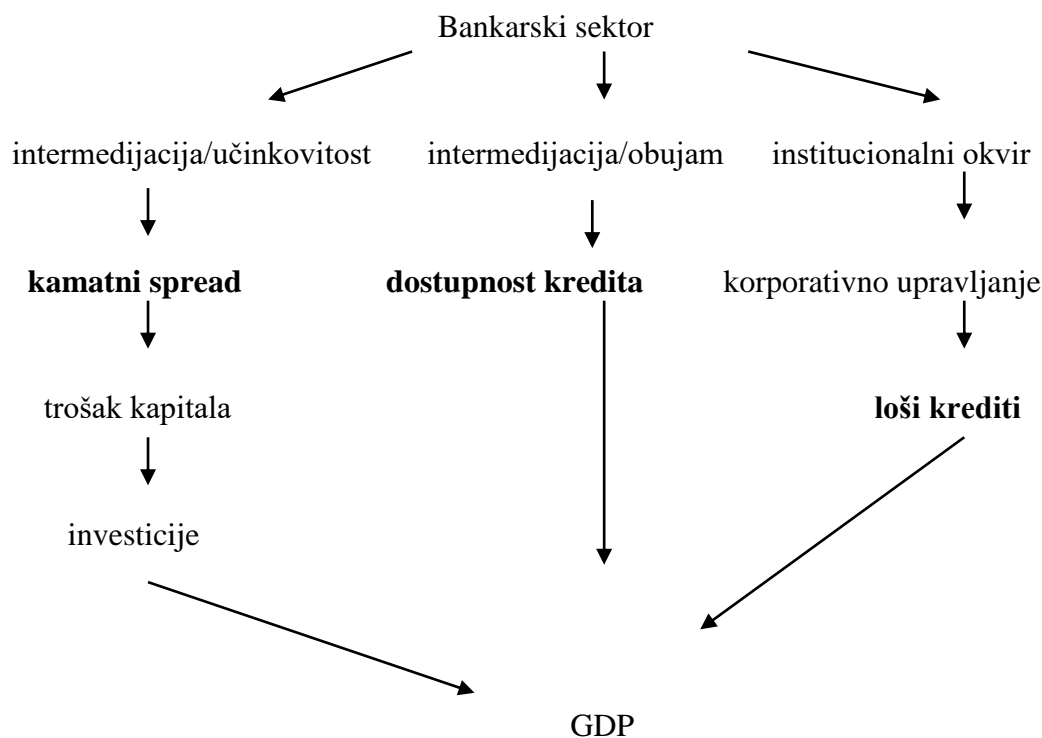 Bankarski sektor
intermedijacija/učinkovitost intermedijacija/obujam institucionalni okvir
kamatni spread dostupnost kredita korporativno upravljanje
trošak kapitala loši krediti
investicije
GDP